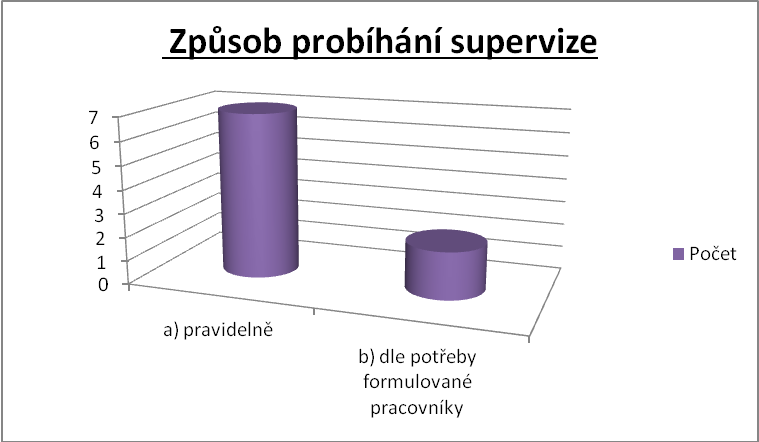 Způsob probíhání supervize
7
6
5
4
3
2
1
0
a) pravidelně
b) dle potřeby
formulované
pracovníky
Počet